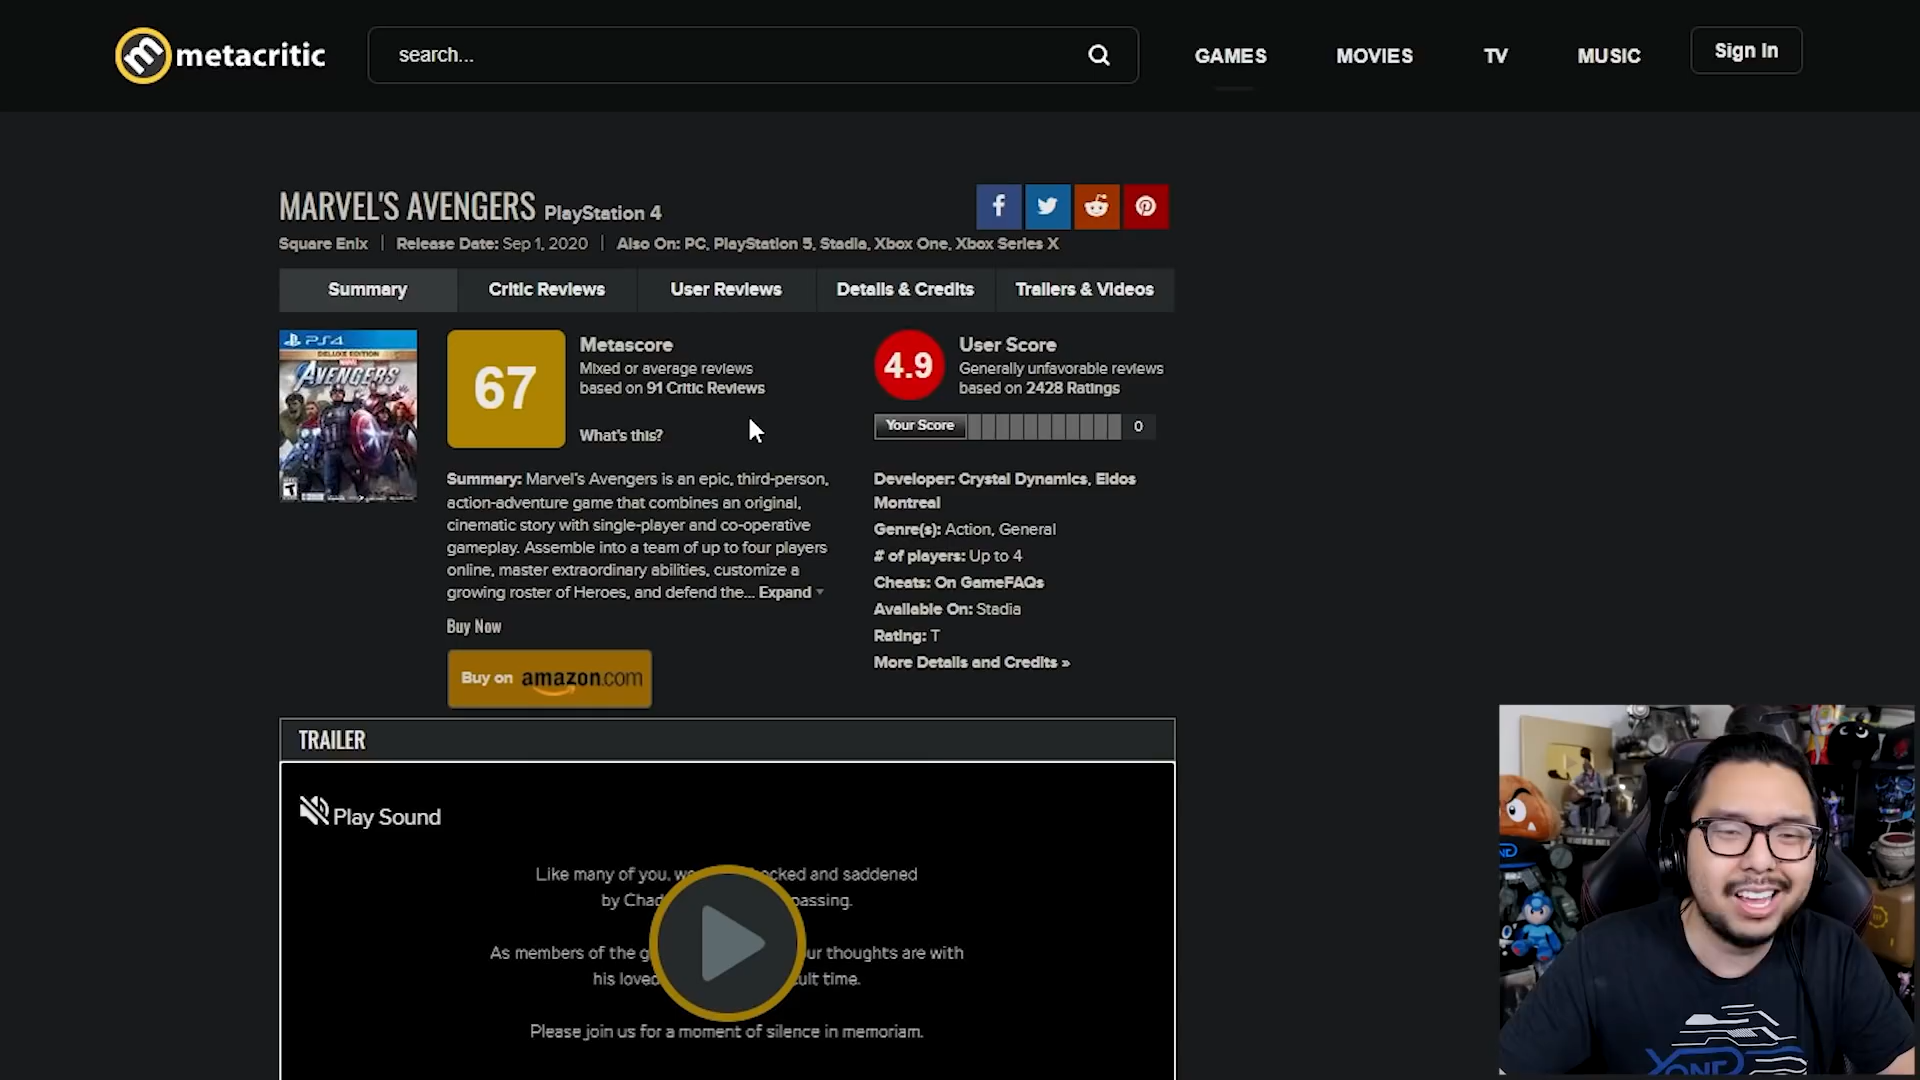 metacritic
search...
GAMES
MOVIES
TV
MUSIC
Sign In
MARVEL'S AVENGERS PlayStation 4
Square Enix | Release Date: Sep 1, 2020 | Also On: PC, PlayStation 5, Stadia, Xbox One, Xbox Series X
Summary
Critic Reviews
User Reviews
Details & Credits
Trailers & Videos
PS4
DELUXE EDITION
MARVEL
AVENGERS
T
67
Metascore
Mixed or average reviews
based on 91 Critic Reviews
What's this?
4.9
User Score
Generally unfavorable reviews
based on 2428 Ratings
Your Score
0
Summary: Marvel's Avengers is an epic, third-person,
action-adventure game that combines an original,
cinematic story with single-player and co-operative
gameplay. Assemble into a team of up to four players
online, master extraordinary abilities, customize a
growing roster of Heroes, and defend the... Expand
Buy Now
Buy on amazon.com
Developer: Crystal Dynamics, Eidos
Montreal
Genre(s): Action, General
# of players: Up to 4
Cheats: On GameFAQs
Available On: Stadia
Rating: T
More Details and Credits »
TRAILER
Play Sound
Like many of you, we shocked and saddened
by Chad passing.
As members of the g our thoughts are with
his loved cult time.
Please join us for a moment of silence in memoriam.